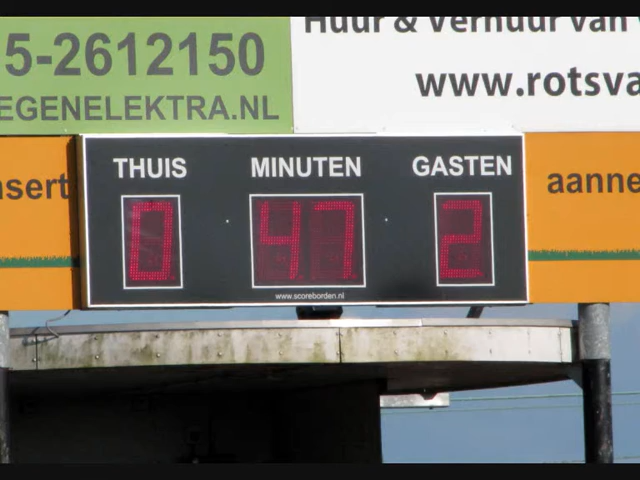 5-2612150
EGENELEKTRA.NL
Huur & verhuur van
www.rotsva
nsert
THUIS MINUTEN GASTEN
0 47 2
www.scoreborden.nl
aanne